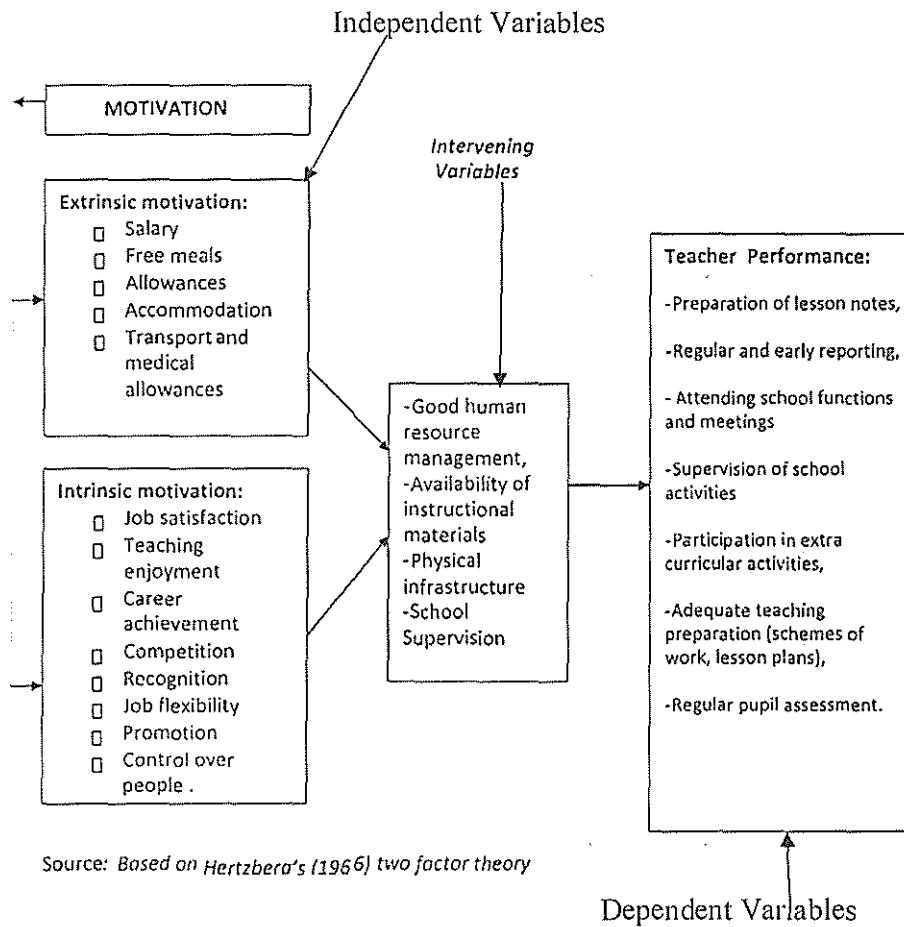 Independent Variables
MOTIVATION
Intervening
Variables
Extrinsic motivation:
Salary
Free meals
Allowances
Accommodation
Transport and
medical
allowances
Intrinsic motivation:
Job satisfaction
Teaching
enjoyment
Career
achievement
Competition
Recognition
Job flexibility
Promotion
Control over
people .
-Good human
resource
management,
-Availability of
instructional
materials
-Physical
infrastructure
-School
Supervision
Teacher Performance:
-Preparation of lesson notes,
-Regular and early reporting,
- Attending school functions
and meetings
-Supervision of school
activities
-Participation in extra
curricular activities,
-Adequate teaching
preparation (schemes of
work, lesson plans),
-Regular pupil assessment.
Source: Based on Hertzbera's (1966) two factor theory
Dependent Variables